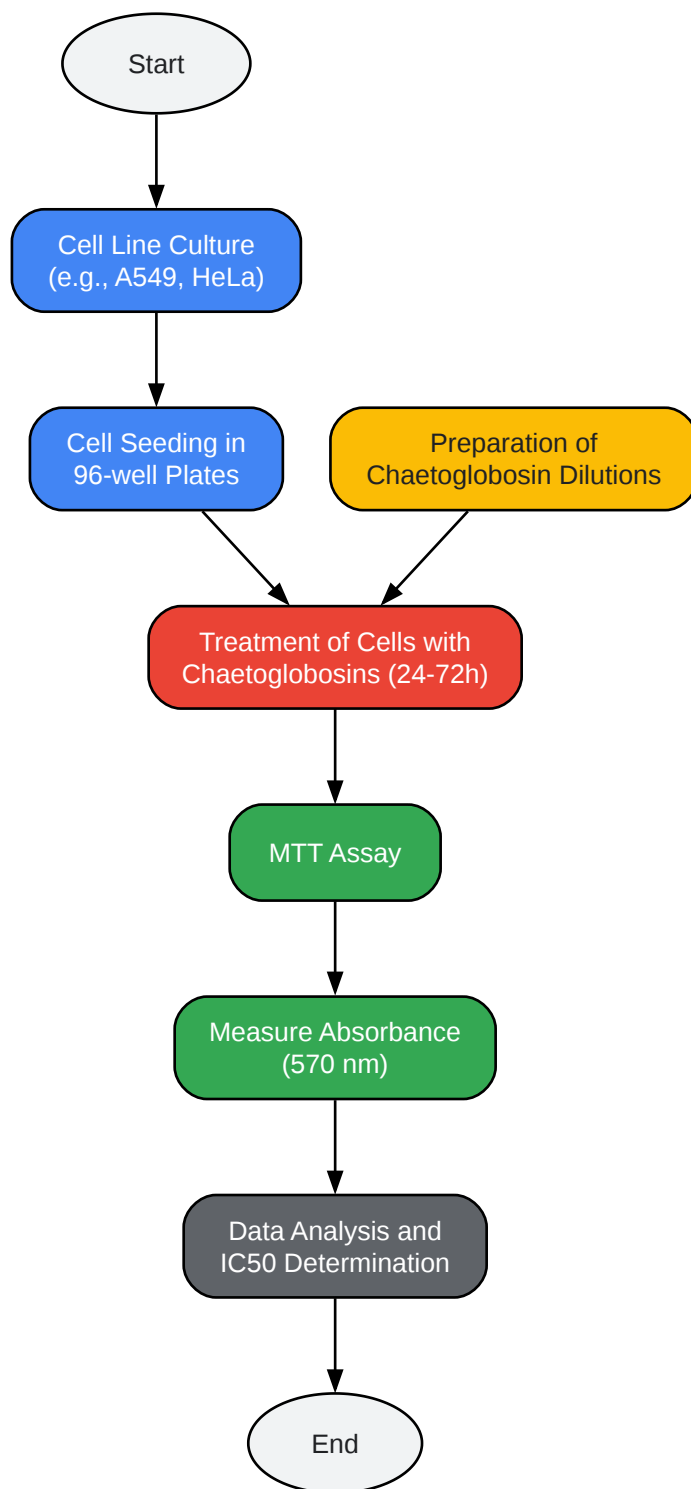 Start
Cell Line Culture
(e.g., A549, HeLa)
Cell Seeding in
96-well Plates
Preparation of
Chaetoglobosin Dilutions
Treatment of Cells with
Chaetoglobosins (24-72h)
MTT Assay
Measure Absorbance
(570 nm)
Data Analysis and
IC50 Determination
End